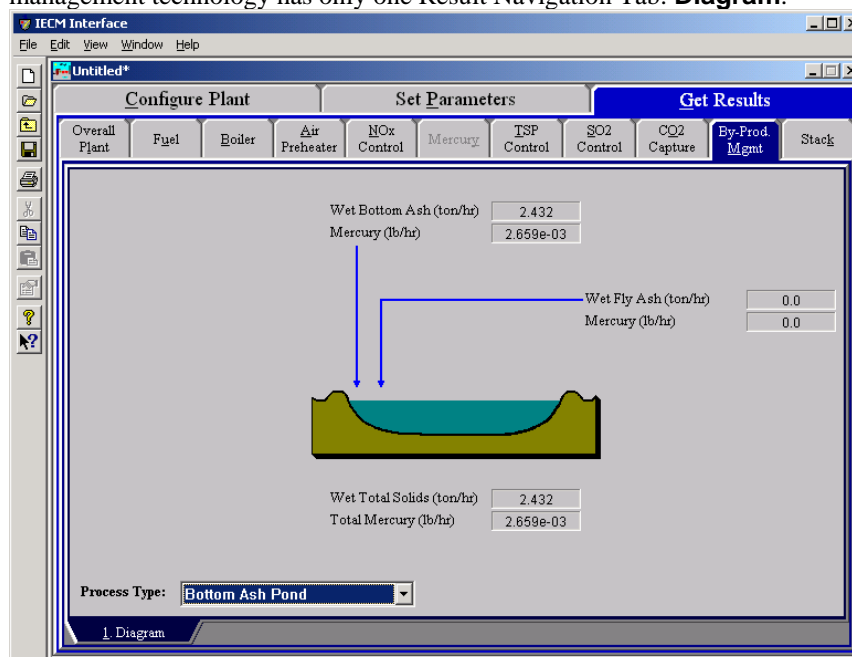 management technology has only one Result Navigation Tab: Diagram.
IECM Interface
File Edit View Window Help
Untitled*
Configure Plant Set Parameters Get Results
Overall Plant Fuel Boiler Air Preheater NOx Control Mercury TSP Control SO2 Control CO2 Capture By-Prod. Mgmt Stack
Wet Bottom Ash (ton/hr) 2.432
Mercury (lb/hr) 2.659e-03
Wet Fly Ash (ton/hr) 0.0
Mercury (lb/hr) 0.0
Wet Total Solids (ton/hr) 2.432
Total Mercury (lb/hr) 2.659e-03
Process Type: Bottom Ash Pond
1. Diagram